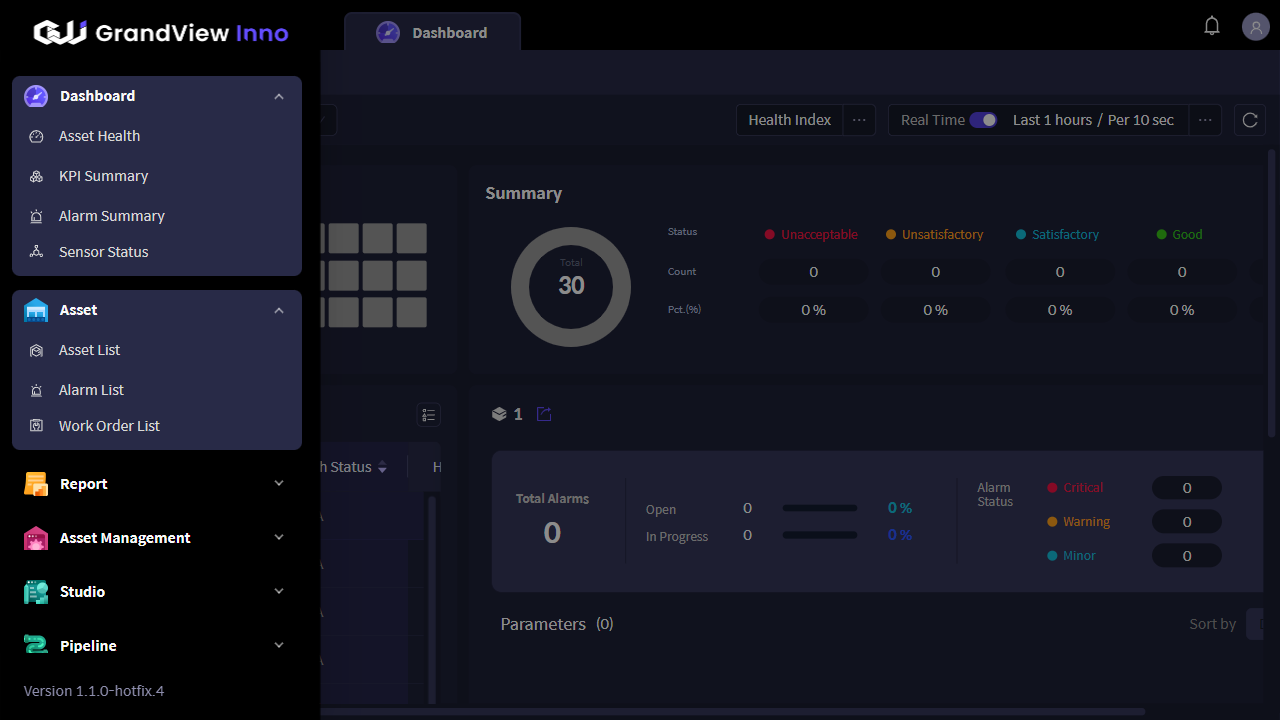 GrandView Inno
Dashboard
Dashboard
Asset Health
KPI Summary
Alarm Summary
Sensor Status
Asset
Asset List
Alarm List
Work Order List
Report
Asset Management
Studio
Pipeline
Version 1.1.0-hotfix.4
Health Index ···
Real Time Last 1 hours / Per 10 sec ···
Summary
Total
30
Status Unacceptable Unsatisfactory Satisfactory Good
Count 0 0 0 0
Pct.(%) 0 % 0 % 0 % 0 %
Status
1
Total Alarms
0
Open 0 0 %
In Progress 0 0 %
Alarm Status
Critical 0
Warning 0
Minor 0
Parameters (0)
Sort by